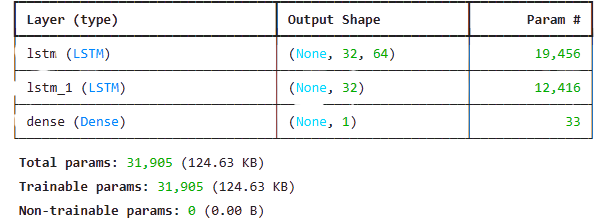 Layer (type) Output Shape Param #
lstm (LSTM) (None, 32, 64) 19,456
lstm_1 (LSTM) (None, 32) 12,416
dense (Dense) (None, 1) 33
Total params: 31,905 (124.63 KB)
Trainable params: 31,905 (124.63 KB)
Non-trainable params: 0 (0.00 B)